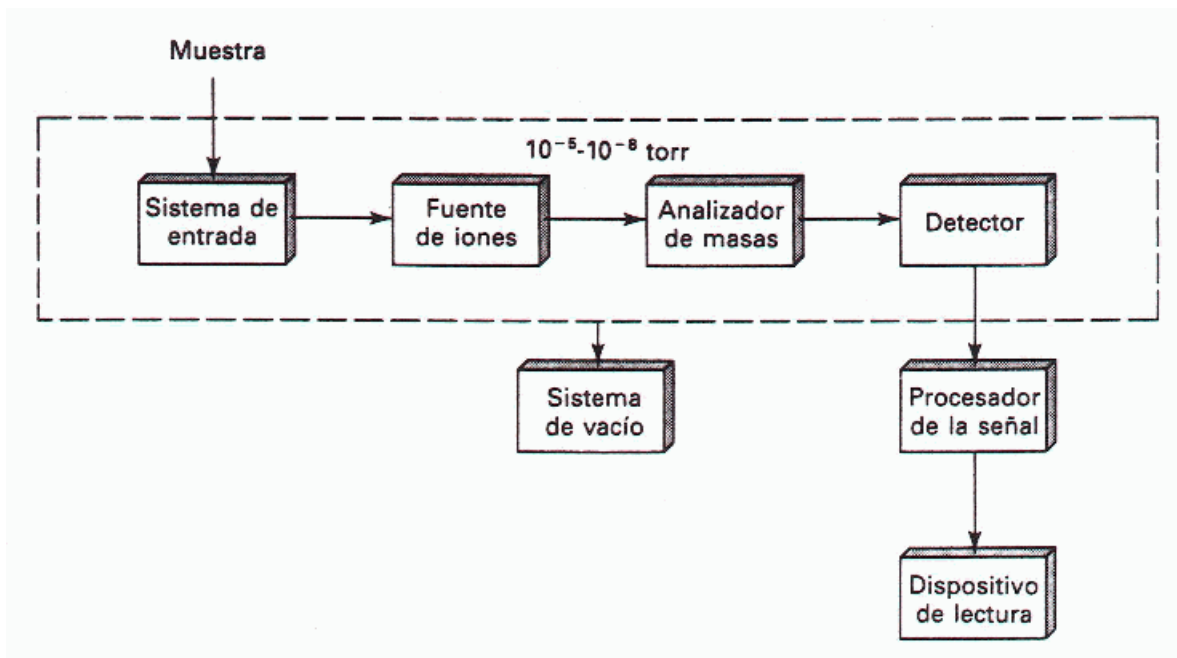 Muestra
10⁻⁵-10⁻⁸ torr
Sistema de
entrada
Fuente
de iones
Analizador
de masas
Detector
Sistema
de vacío
Procesador
de la señal
Dispositivo
de lectura